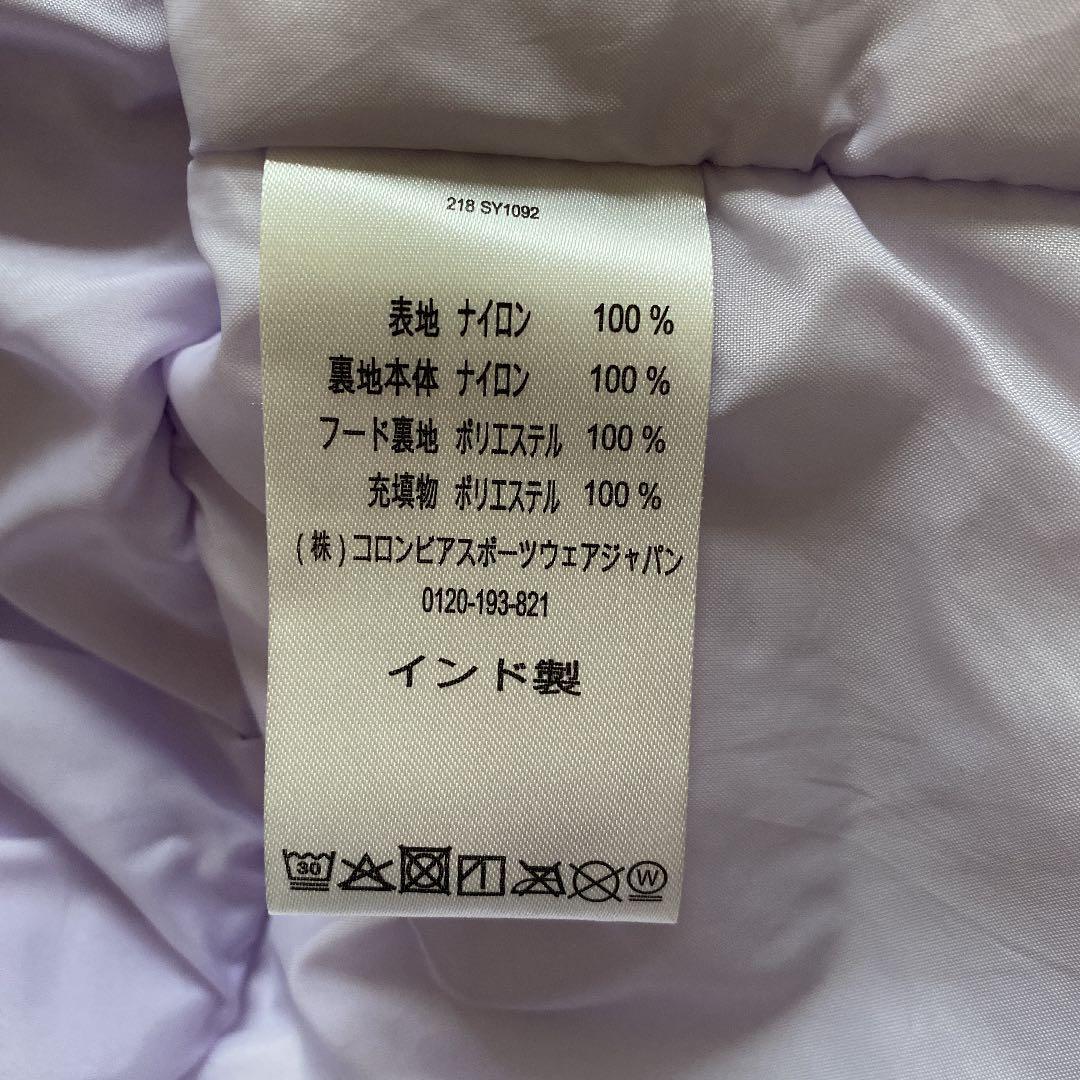 218 SY1092
表地 ナイロン 100 %
裏地本体 ナイロン 100 %
フード裏地 ポリエステル 100 %
充填物 ポリエステル 100 %
(株)コロンビアスポーツウェアジャパン
0120-193-821
インド製
30 W